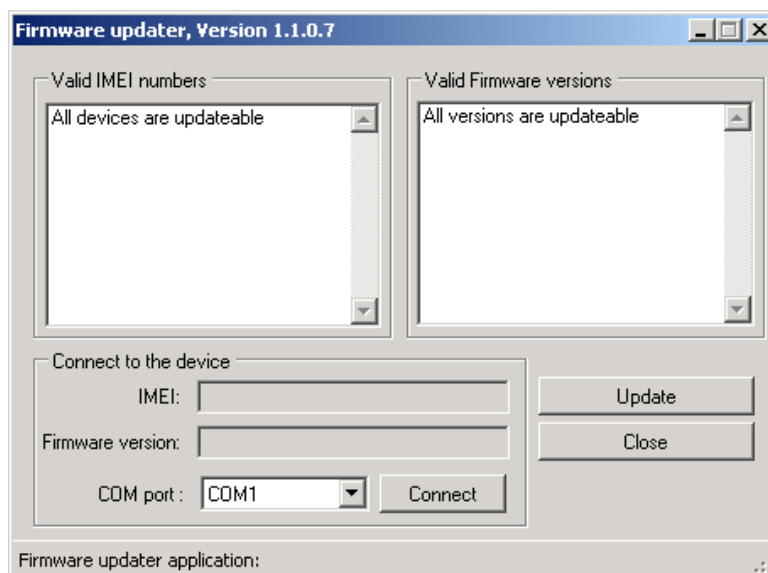 Firmware updater, Version 1.1.0.7
Valid IMEI numbers
All devices are updateable
Valid Firmware versions
All versions are updateable
Connect to the device
IMEI:
Firmware version:
COM port : COM1
Connect
Update
Close
Firmware updater application: